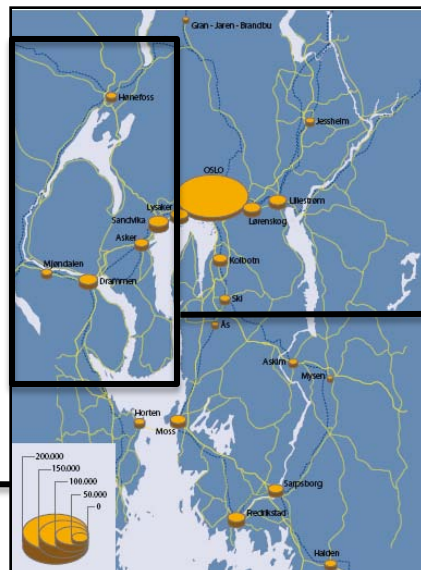 Gran - Jaren - Brandbu
Hønefoss
Jessheim
OSLO
Lysaker
Lillestrøm
Sandvika
Lørenskog
Asker
Kolbotn
Mjøndalen
Drammen
Ski
Ås
Askim
Mysen
Horten
Moss
200.000
150.000
100.000
50.000
0
Sarpsborg
Fredrikstad
Halden